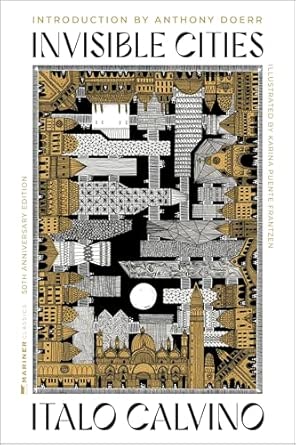 INTRODUCTION BY ANTHONY DOERR
INVISIBLE CITIES
ILLUSTRATED BY KARINA PUENTE FRANTZEN
MARINER CLASSICS
50TH ANNIVERSARY EDITION
ITALO CALVINO